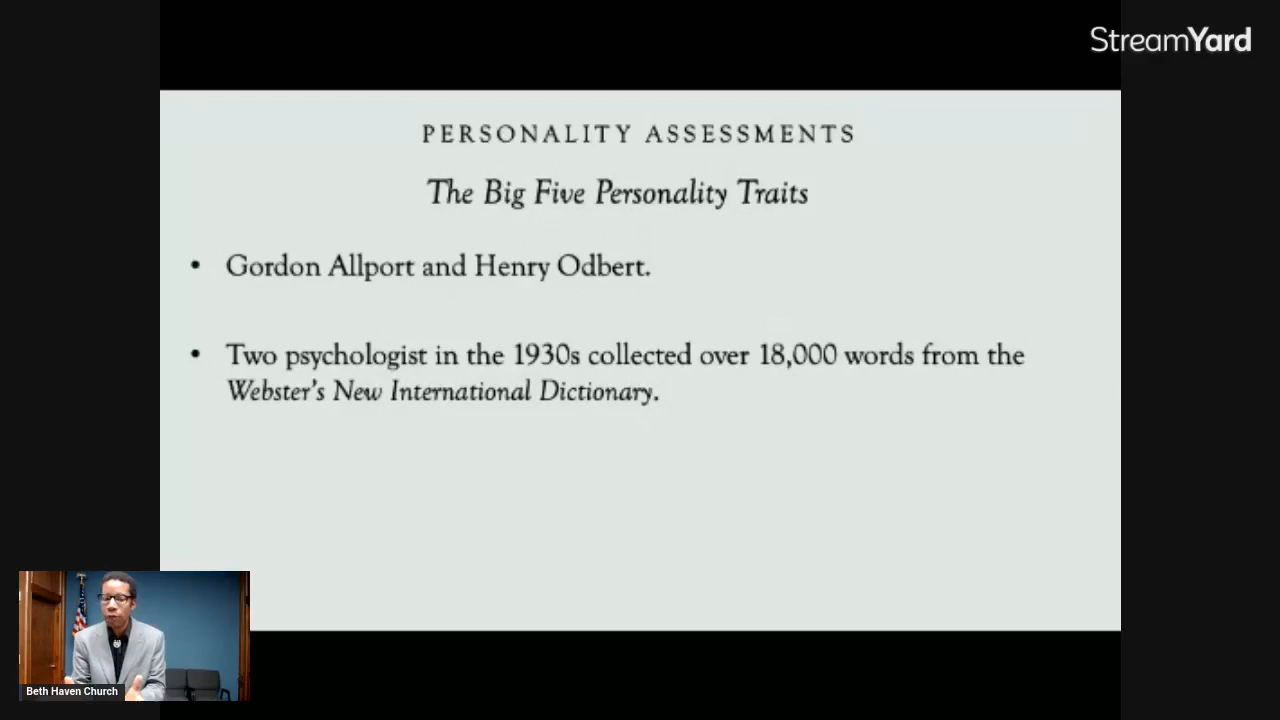 StreamYard
PERSONALITY ASSESSMENTS
The Big Five Personality Traits
• Gordon Allport and Henry Odbert.
• Two psychologist in the 1930s collected over 18,000 words from the
Webster's New International Dictionary.
Beth Haven Church